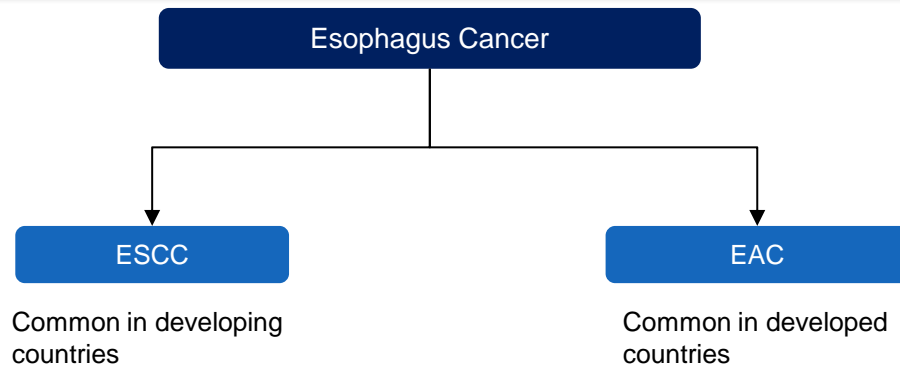 Esophagus Cancer
ESCC
EAC
Common in developing
countries
Common in developed
countries